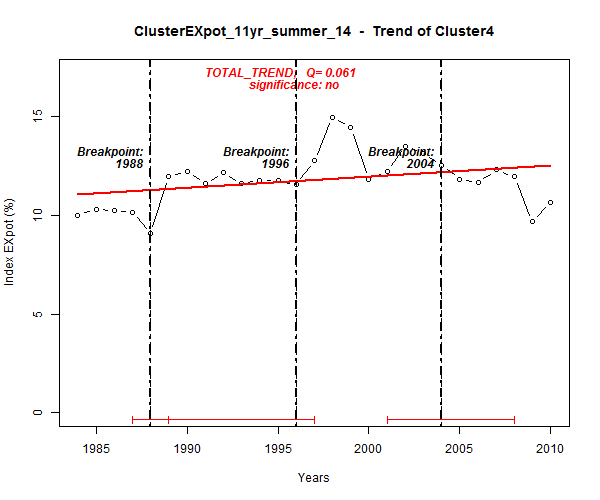 ClusterEXpot_11yr_summer_14 - Trend of Cluster4
TOTAL_TREND, Q= 0.061
significance: no
Breakpoint: 1988
Breakpoint: 1996
Breakpoint: 2004
Index EXpot (%)
15
10
5
0
1985 1990 1995 2000 2005 2010
Years